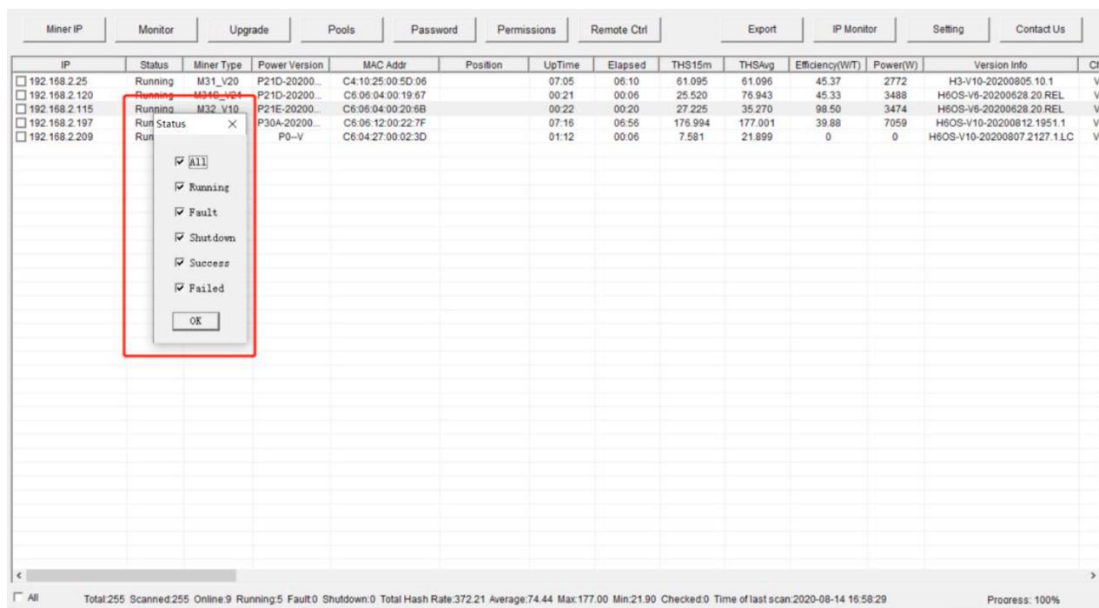 Miner IP Monitor Upgrade Pools Password Permissions Remote Ctrl Export IP Monitor Setting Contact Us
IP Status Miner Type Power Version MAC Addr Position UpTime Elapsed THS15m THSAvg Efficiency(W/T) Power(W) Version Info
192.168.2.25 Running M31_V20 P21D-20200... C4:10:25:00:5D:06 07:05 06:10 61.095 61.096 45.37 2772 H3-V10-20200805.10.1
192.168.2.120 Running P21D-20200... C6:06:04:00:19:67 00:21 00:06 25.520 76.943 45.33 3488 H6OS-V6-20200628.20.REL
192.168.2.115 Running M32_V10 P21E-20200... C6:06:04:00:20:6B 00:22 00:20 27.225 35.270 98.50 3474 H6OS-V6-20200628.20.REL
192.168.2.197 Run P30A-20200... C6:06:12:00:22:7F 07:16 06:56 176.994 177.001 39.88 7059 H6OS-V10-20200812.1951.1
192.168.2.209 Run P0--V C6:04:27:00:02:3D 01:12 00:06 7.581 21.899 0 0 H6OS-V10-20200807.2127.1.LC
Status
All
Running
Fault
Shutdown
Success
Failed
OK
All Total:255 Scanned:255 Online:9 Running:5 Fault:0 Shutdown:0 Total Hash Rate:372.21 Average:74.44 Max:177.00 Min:21.90 Checked:0 Time of last scan:2020-08-14 16:58:29 Progress: 100%